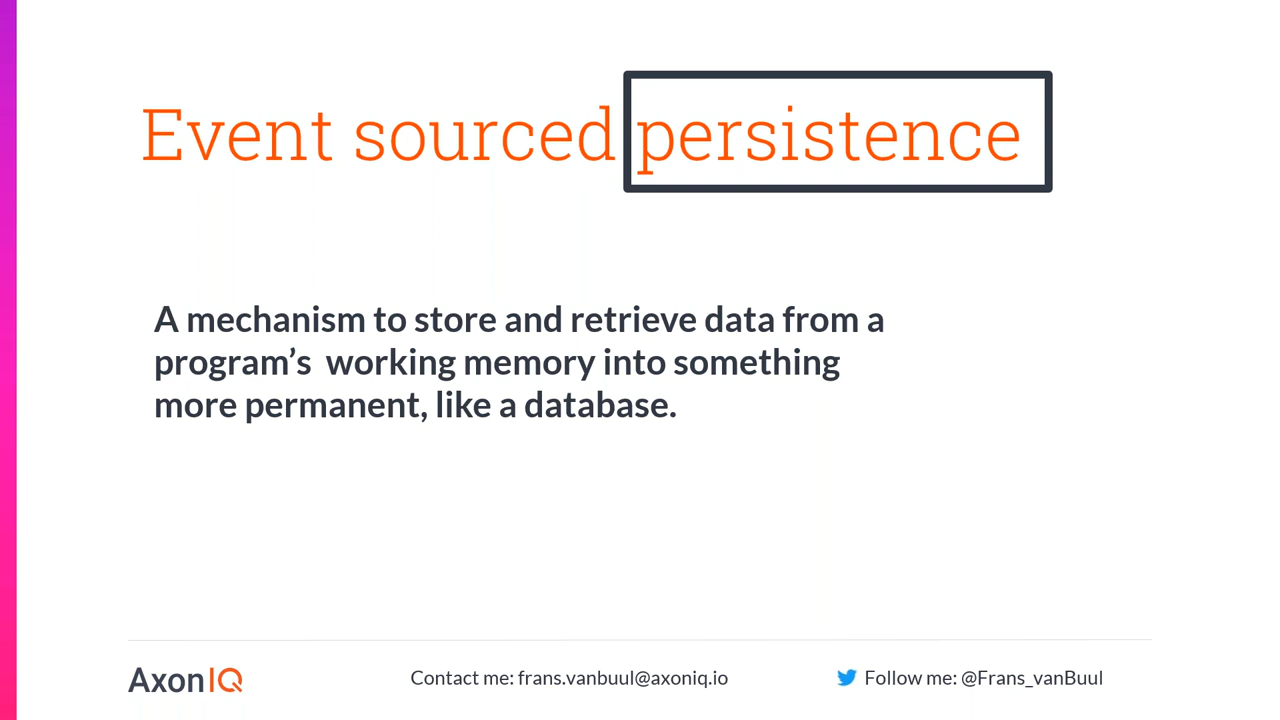 Event sourced persistence
A mechanism to store and retrieve data from a
program’s  working memory into something
more permanent, like a database.
AxonIQ
Contact me: frans.vanbuul@axoniq.io
Follow me: @Frans_vanBuul